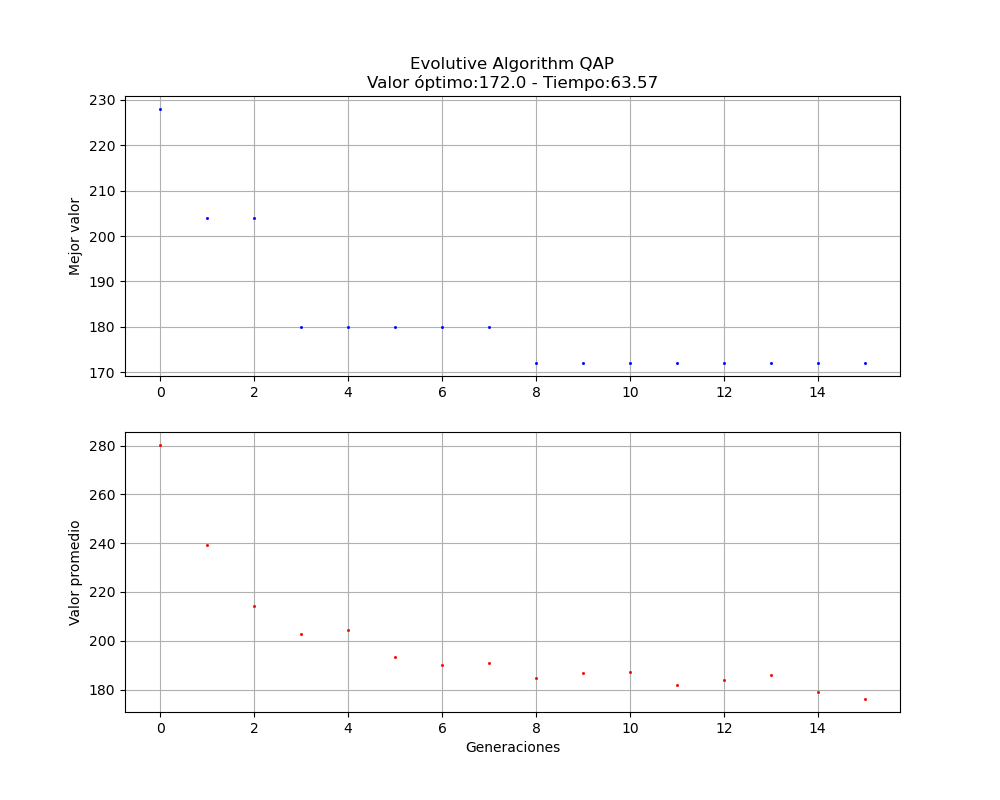 Evolutive Algorithm QAP
Valor óptimo:172.0 - Tiempo:63.57
Mejor valor
230
220
210
200
190
180
170
0 2 4 6 8 10 12 14
Valor promedio
280
260
240
220
200
180
0 2 4 6 8 10 12 14
Generaciones